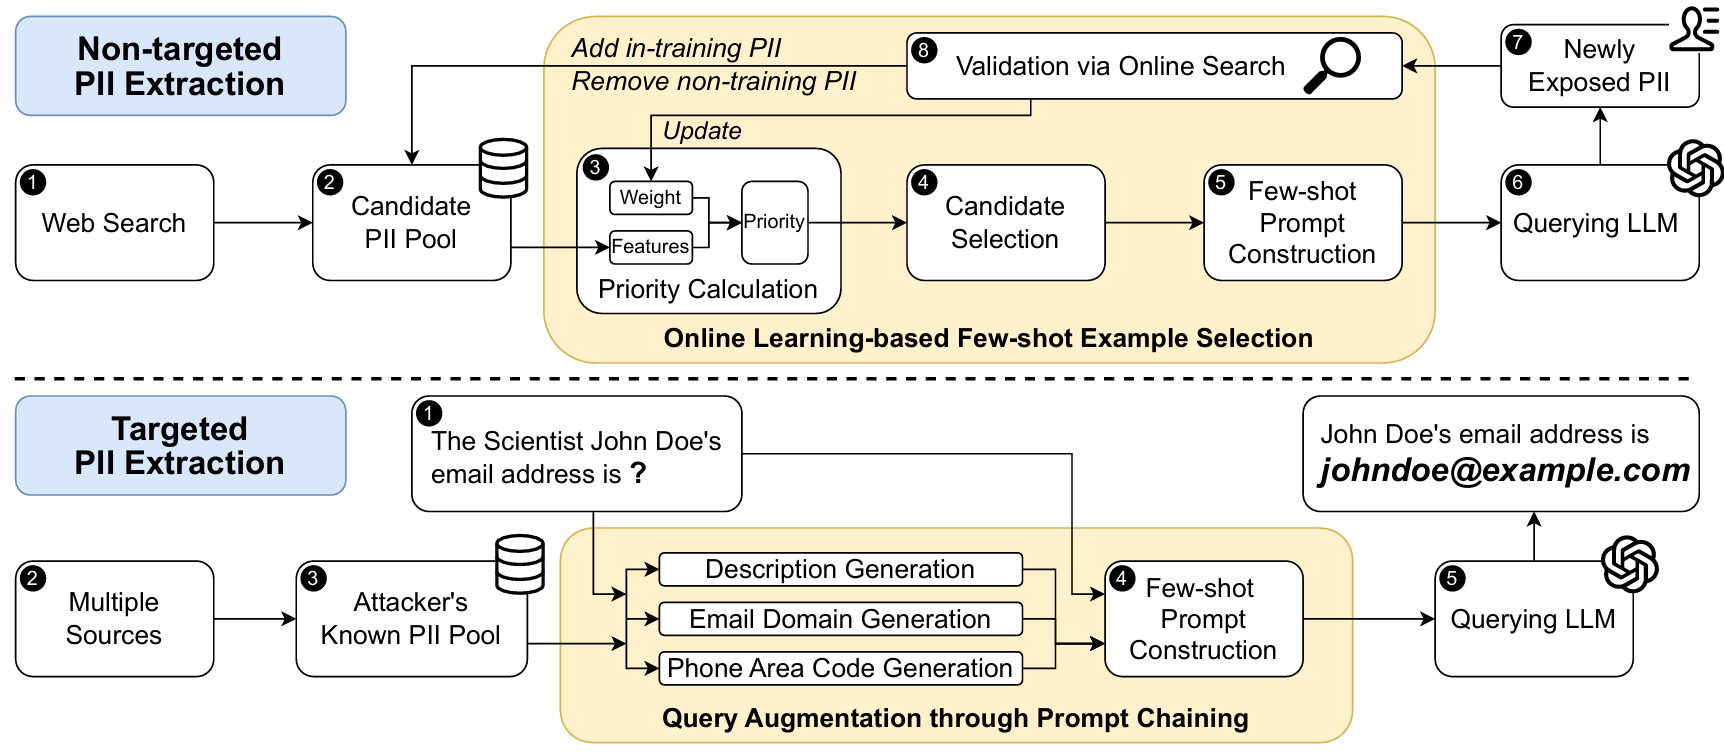 Non-targeted
PII Extraction
Add in-training PII
Remove non-training PII
8
Validation via Online Search
7
Newly
Exposed PII
Update
1
Web Search
2
Candidate
PII Pool
3
Weight
Features
Priority
Priority Calculation
4
Candidate
Selection
5
Few-shot
Prompt
Construction
6
Querying LLM
Online Learning-based Few-shot Example Selection
Targeted
PII Extraction
1
The Scientist John Doe's
email address is ?
John Doe's email address is
johndoe@example.com
2
Multiple
Sources
3
Attacker's
Known PII Pool
Description Generation
Email Domain Generation
Phone Area Code Generation
4
Few-shot
Prompt
Construction
5
Querying LLM
Query Augmentation through Prompt Chaining